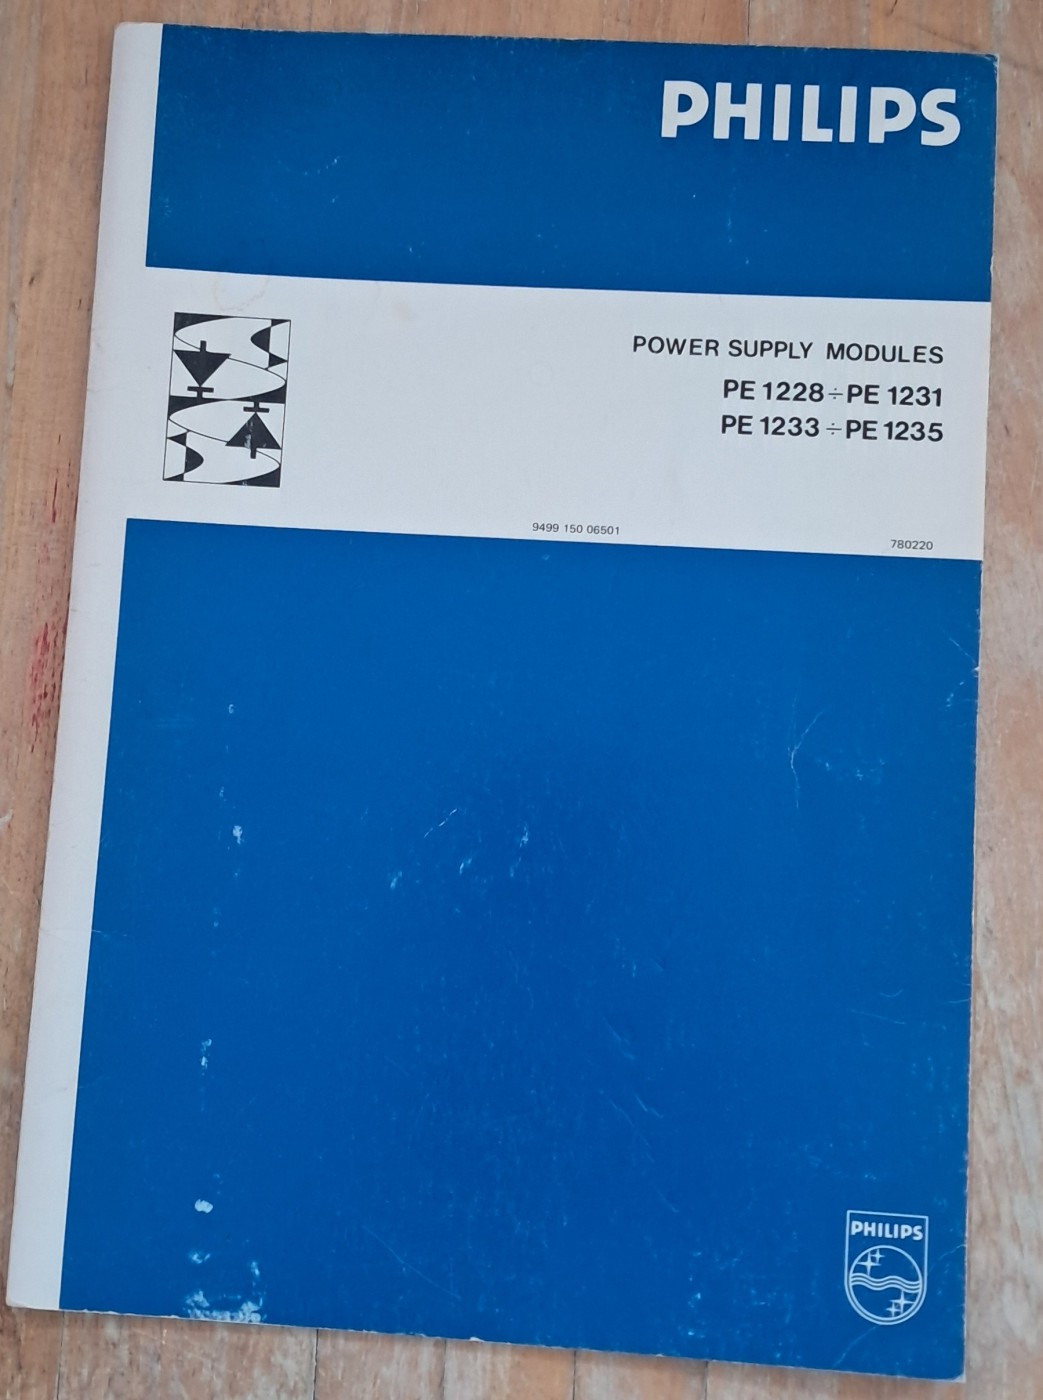 PHILIPS
POWER SUPPLY MODULES
PE 1228 ÷ PE 1231
PE 1233 ÷ PE 1235
9499 150 06501
780220
PHILIPS